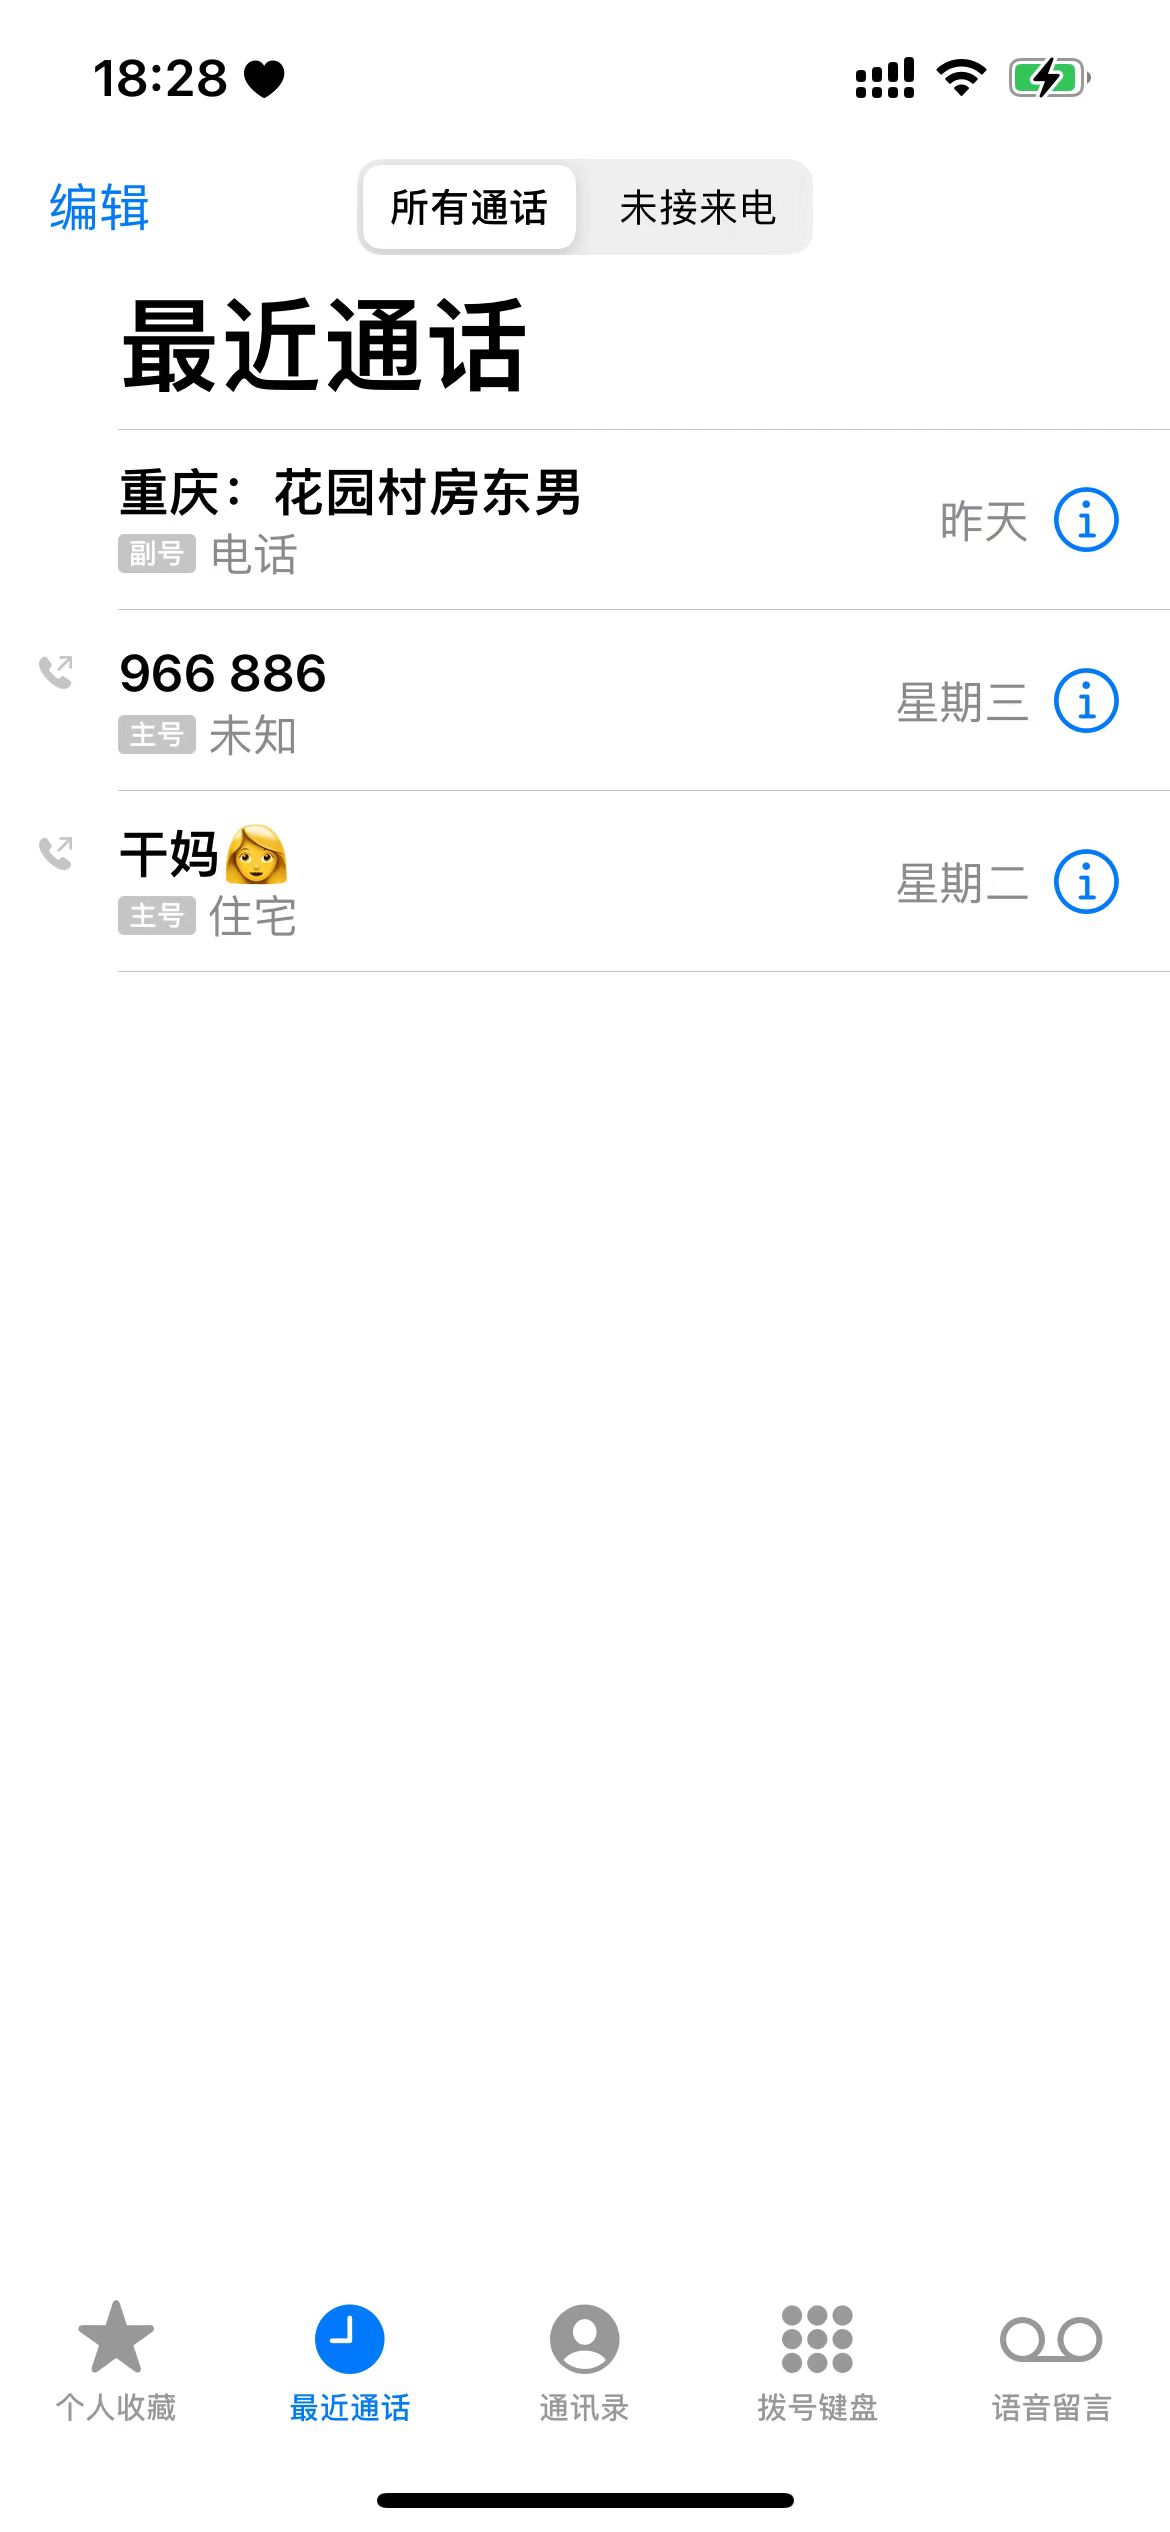 18:28
编辑
所有通话
未接来电
最近通话
重庆：花园村房东男
副号 电话
昨天
966 886
主号 未知
星期三
干妈👩
主号 住宅
星期二
个人收藏
最近通话
通讯录
拨号键盘
语音留言